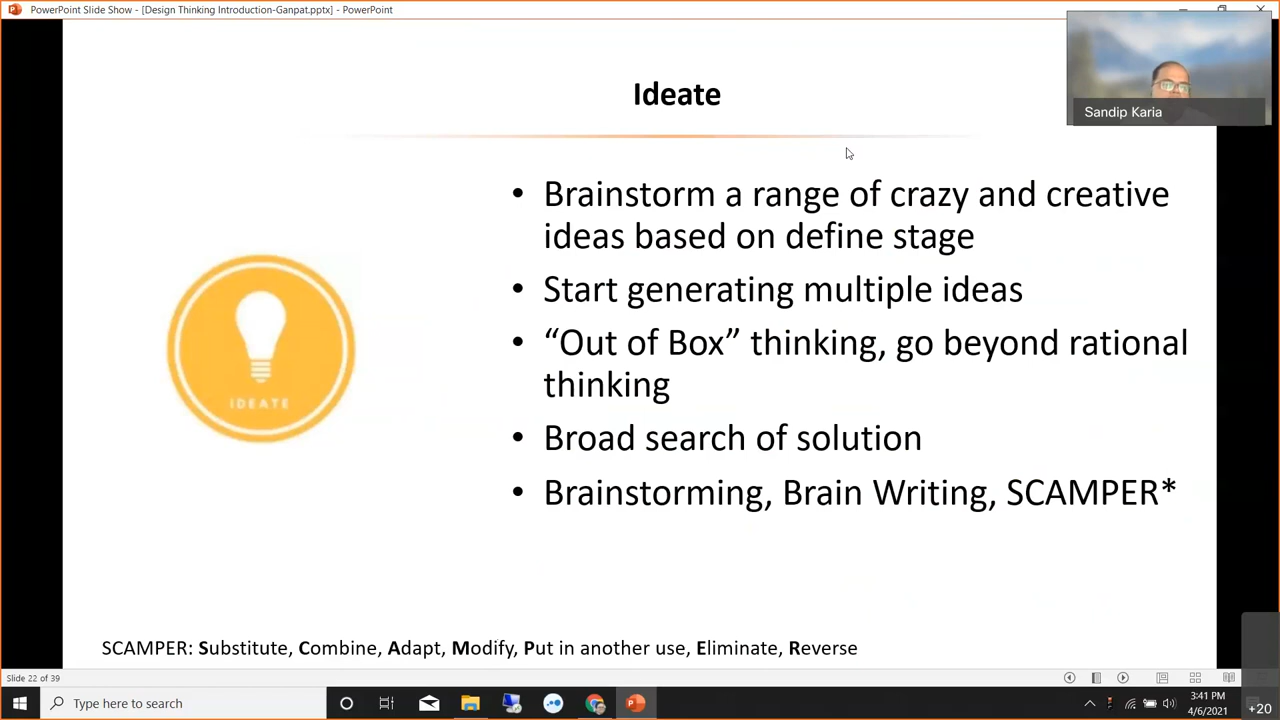 PowerPoint Slide Show - [Design Thinking Introduction-Ganpat.pptx] - PowerPoint
Sandip Karia
Ideate
• Brainstorm a range of crazy and creative
ideas based on define stage
• Start generating multiple ideas
• “Out of Box” thinking, go beyond rational
thinking
• Broad search of solution
• Brainstorming, Brain Writing, SCAMPER*
IDEATE
SCAMPER: Substitute, Combine, Adapt, Modify, Put in another use, Eliminate, Reverse
Slide 22 of 39
Type here to search
3:41 PM
4/6/2021
+20